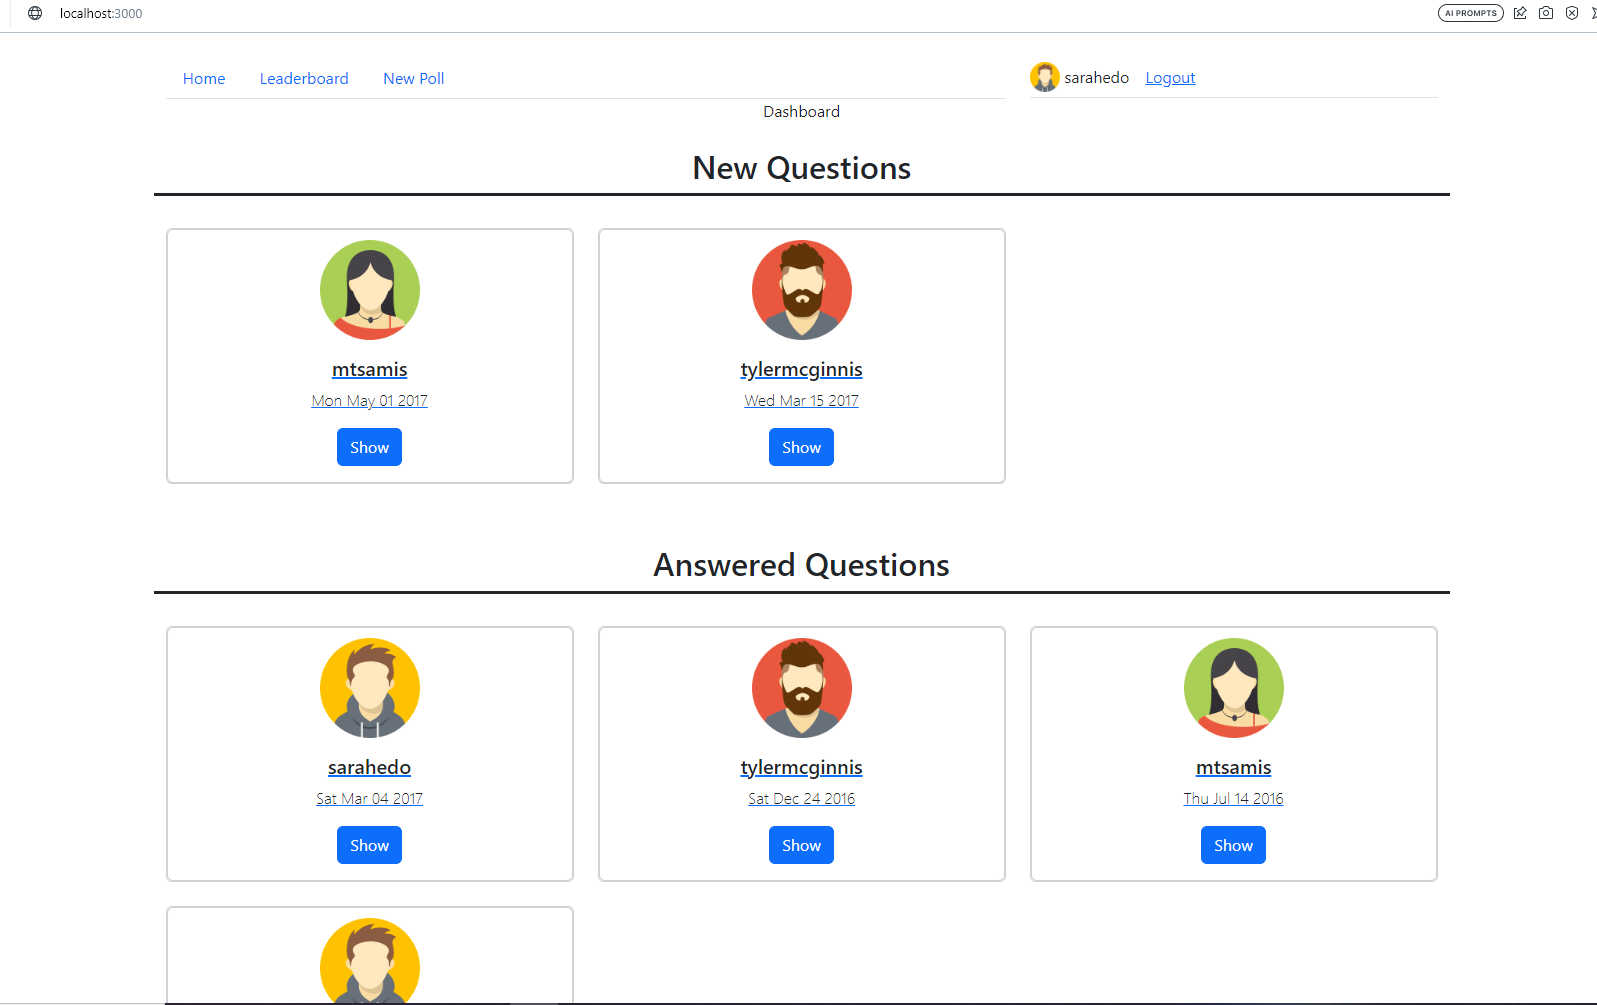 localhost:3000
AI PROMPTS
Home Leaderboard New Poll
sarahedo Logout
Dashboard
New Questions
mtsamis
Mon May 01 2017
Show
tylermcginnis
Wed Mar 15 2017
Show
Answered Questions
sarahedo
Sat Mar 04 2017
Show
tylermcginnis
Sat Dec 24 2016
Show
mtsamis
Thu Jul 14 2016
Show